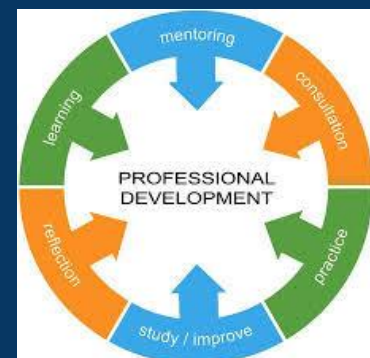 mentoring
consultation
practice
study / improve
reflection
learning
PROFESSIONAL
DEVELOPMENT